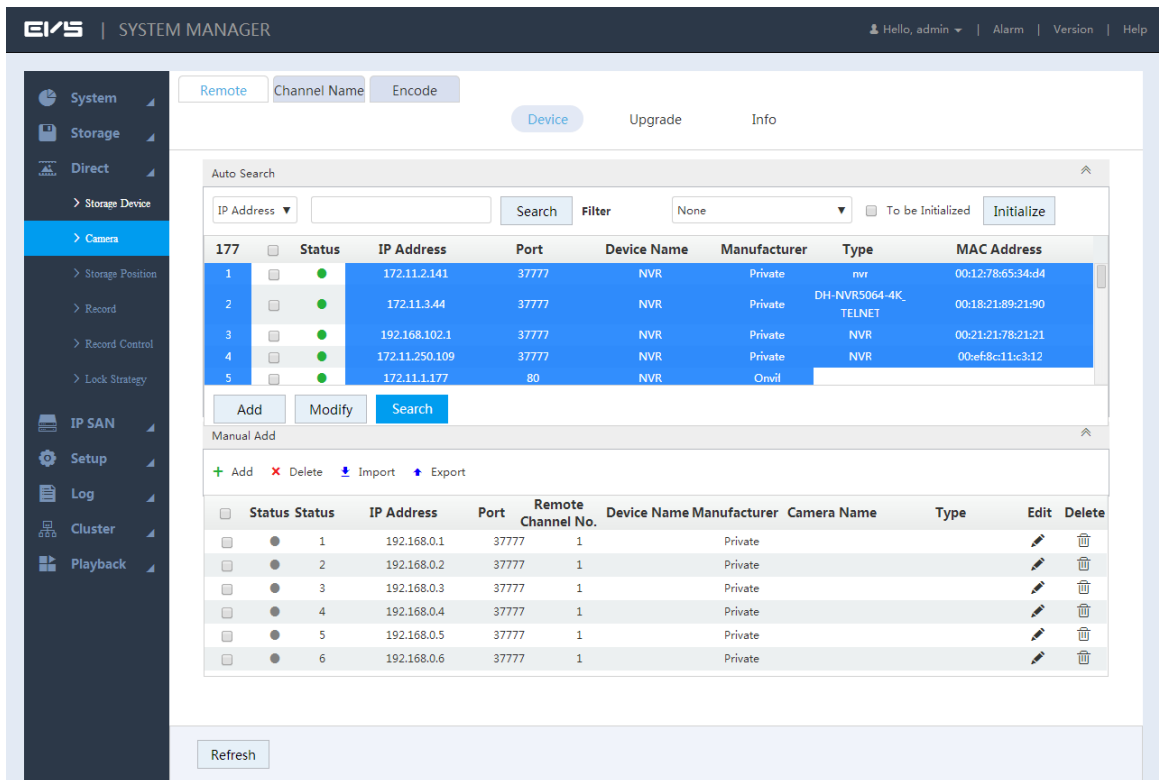 EVS | SYSTEM MANAGER
Hello, admin | Alarm | Version | Help
System
Storage
Direct
> Storage Device
> Camera
> Storage Position
> Record
> Record Control
> Lock Strategy
IP SAN
Setup
Log
Cluster
Playback
Remote Channel Name Encode
Device Upgrade Info
Auto Search
IP Address Search Filter None To be Initialized Initialize
177 Status IP Address Port Device Name Manufacturer Type MAC Address
1 172.11.2.141 37777 NVR Private nvr 00:12:78:65:34:d4
2 172.11.3.44 37777 NVR Private DH-NVR5064-4K_ 00:18:21:89:21:90
TELNET
3 192.168.102.1 37777 NVR Private NVR 00:21:21:78:21:21
4 172.11.250.109 37777 NVR Private NVR 00:ef:8c:11:c3:12
5 172.11.1.177 80 NVR Onvif
Add Modify Search
Manual Add
+ Add Delete Import Export
Status Status IP Address Port Remote Channel No. Device Name Manufacturer Camera Name Type Edit Delete
1 192.168.0.1 37777 1 Private
2 192.168.0.2 37777 1 Private
3 192.168.0.3 37777 1 Private
4 192.168.0.4 37777 1 Private
5 192.168.0.5 37777 1 Private
6 192.168.0.6 37777 1 Private
Refresh